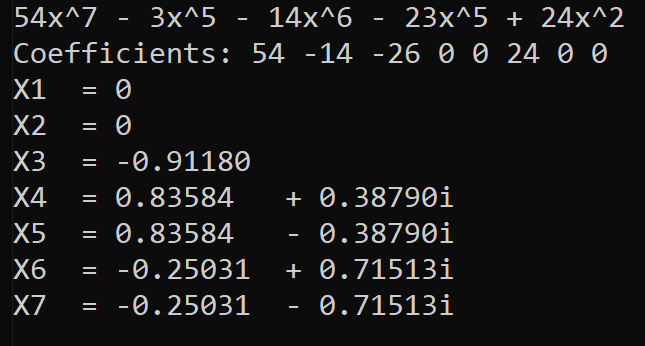 54x^7 - 3x^5 - 14x^6 - 23x^5 + 24x^2
Coefficients: 54 -14 -26 0 0 24 0 0
X1  = 0
X2  = 0
X3  = -0.91180
X4  = 0.83584   + 0.38790i
X5  = 0.83584   - 0.38790i
X6  = -0.25031  + 0.71513i
X7  = -0.25031  - 0.71513i